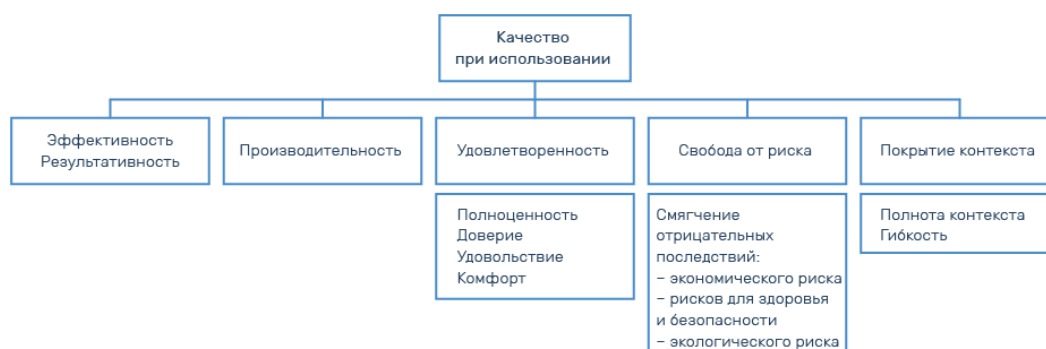 Качество
при использовании
Эффективность
Результативность
Производительность
Удовлетворенность
Свобода от риска
Покрытие контекста
Полноценность
Доверие
Удовольствие
Комфорт
Смягчение
отрицательных
последствий:
– экономического риска
– рисков для здоровья
и безопасности
– экологического риска
Полнота контекста
Гибкость